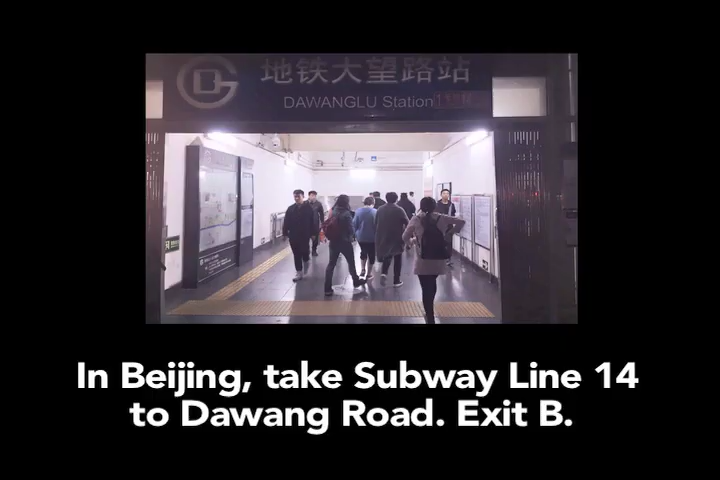 地铁大望路站
DAWANGLU Station
In Beijing, take Subway Line 14
to Dawang Road. Exit B.